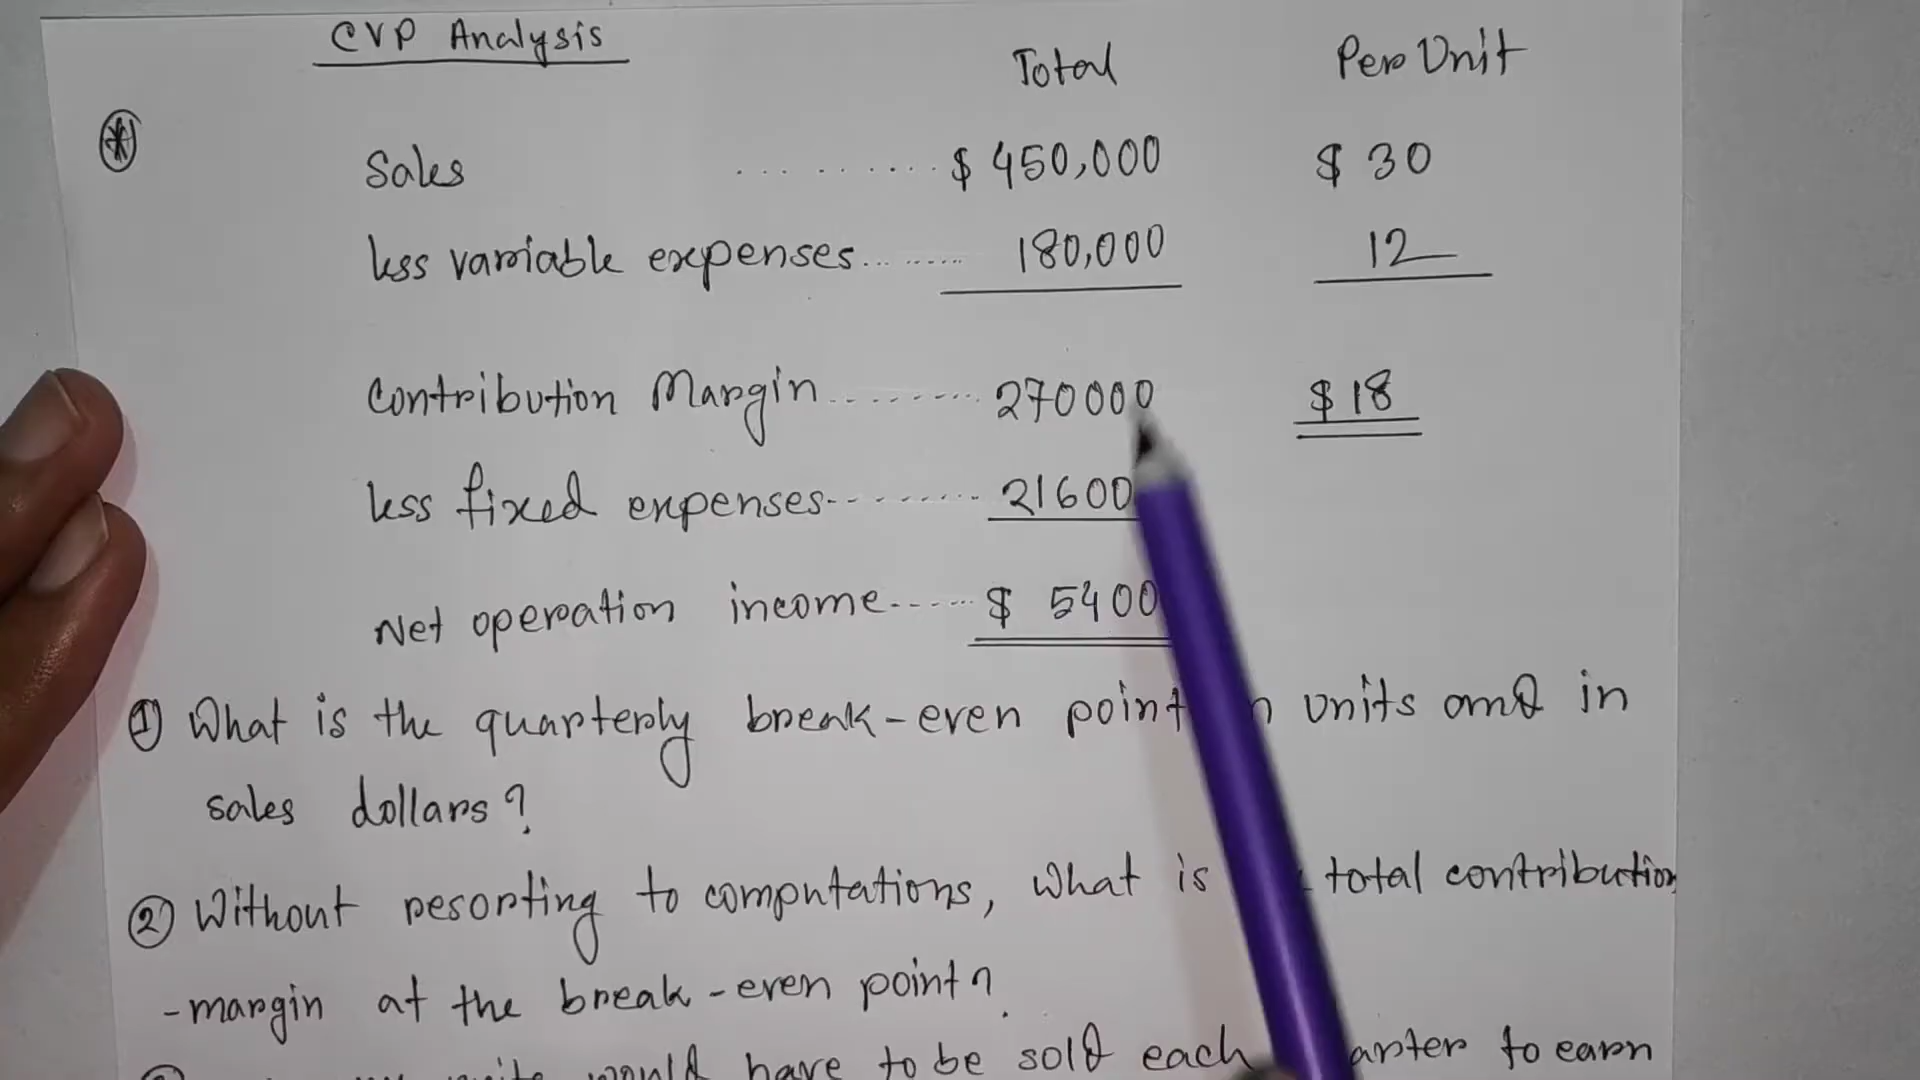 CVP Analysis
Total Per Unit
Sales .......... $ 450,000 $ 30
less variable expenses......... 180,000 12
Contribution Margin......... 270000 $ 18
less fixed expenses--------- 21600
Net operation income------- $ 5400
① What is the quarterly break-even point units and in
sales dollars?
② Without resorting to computations, what is total contribution
-margin at the break-even point?
would have to be sold each to earn